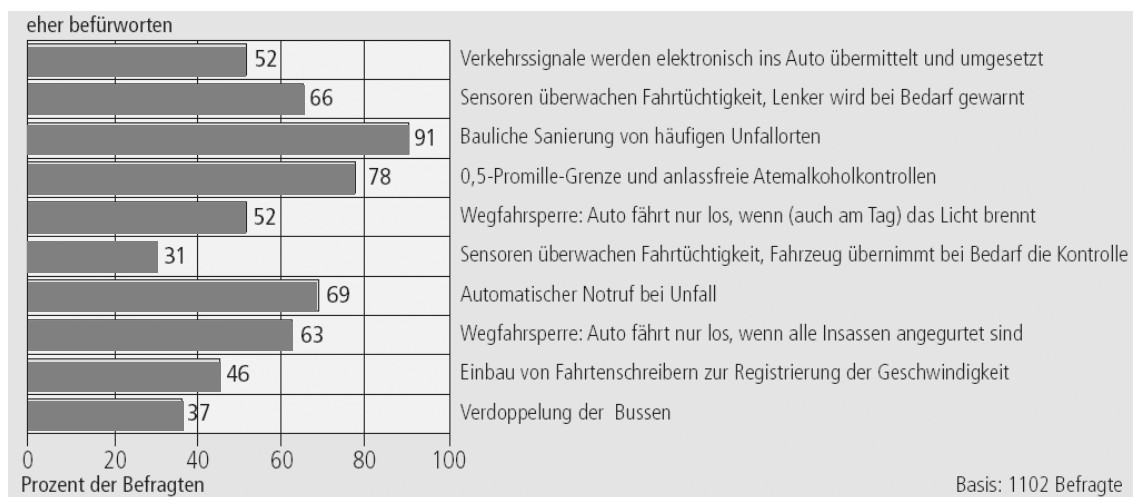 eher befürworten
52 Verkehrssignale werden elektronisch ins Auto übermittelt und umgesetzt
66 Sensoren überwachen Fahrtüchtigkeit, Lenker wird bei Bedarf gewarnt
91 Bauliche Sanierung von häufigen Unfallorten
78 0,5-Promille-Grenze und anlassfreie Atemalkoholkontrollen
52 Wegfahrsperre: Auto fährt nur los, wenn (auch am Tag) das Licht brennt
31 Sensoren überwachen Fahrtüchtigkeit, Fahrzeug übernimmt bei Bedarf die Kontrolle
69 Automatischer Notruf bei Unfall
63 Wegfahrsperre: Auto fährt nur los, wenn alle Insassen angegurtet sind
46 Einbau von Fahrtenschreibern zur Registrierung der Geschwindigkeit
37 Verdoppelung der Bussen
0 20 40 60 80 100
Prozent der Befragten Basis: 1102 Befragte